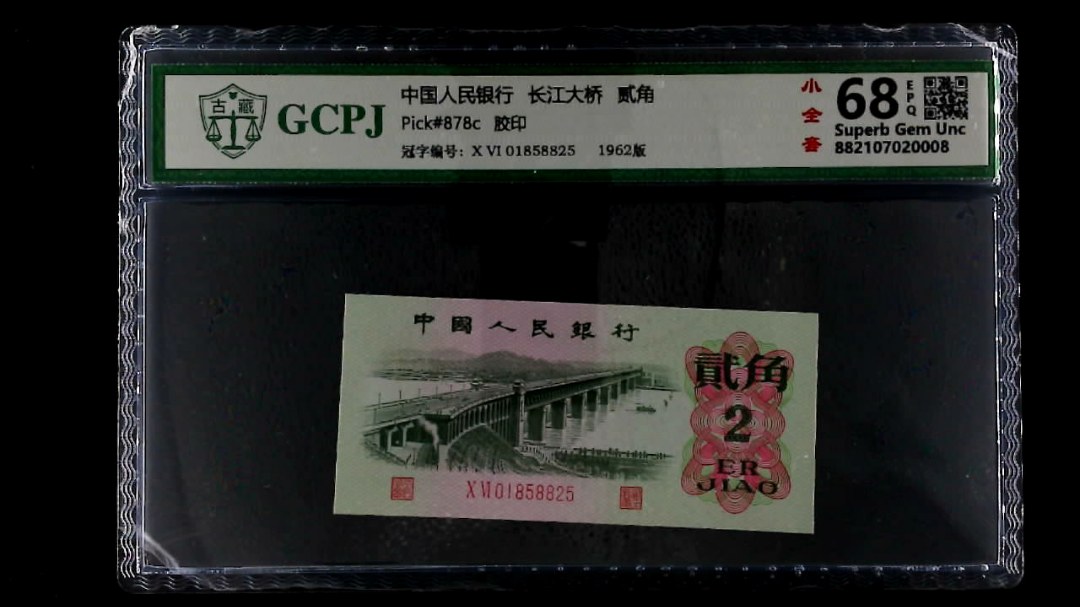 古藏
GCPJ
中国人民银行 长江大桥 贰角
Pick#878c 胶印
冠字编号：X VI 01858825 1962版
小全套
68 EPQ
Superb Gem Unc
882107020008
中國人民銀行
貳角
2
ER
JIAO
X VI 01858825